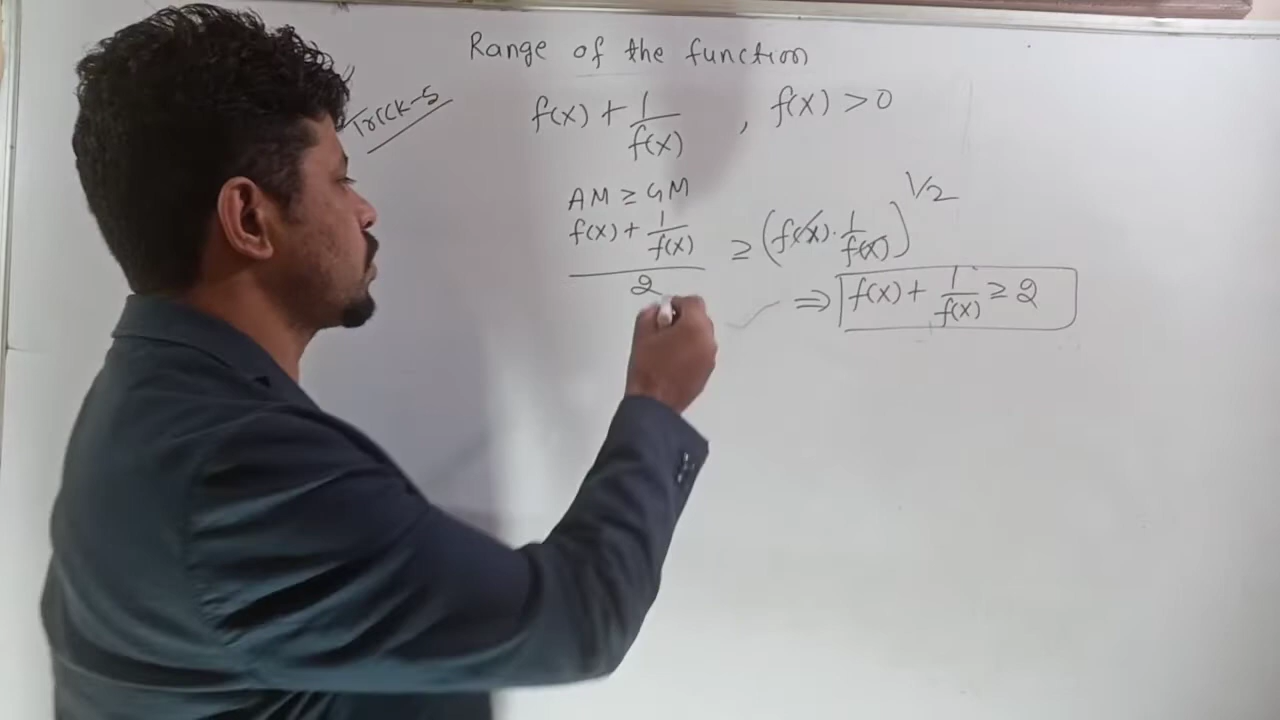 Range of the function
Trick-5
f(x) + 1/f(x) , f(x) > 0
AM ≥ GM
(f(x) + 1/f(x))/2 ≥ (f(x) · 1/f(x))^1/2
⇒ f(x) + 1/f(x) ≥ 2